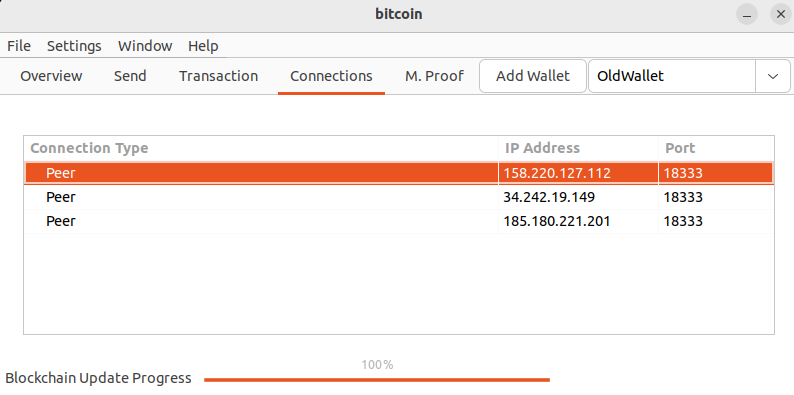 bitcoin
File Settings Window Help
Overview Send Transaction Connections M. Proof Add Wallet OldWallet
Connection Type IP Address Port
Peer 158.220.127.112 18333
Peer 34.242.19.149 18333
Peer 185.180.221.201 18333
100%
Blockchain Update Progress